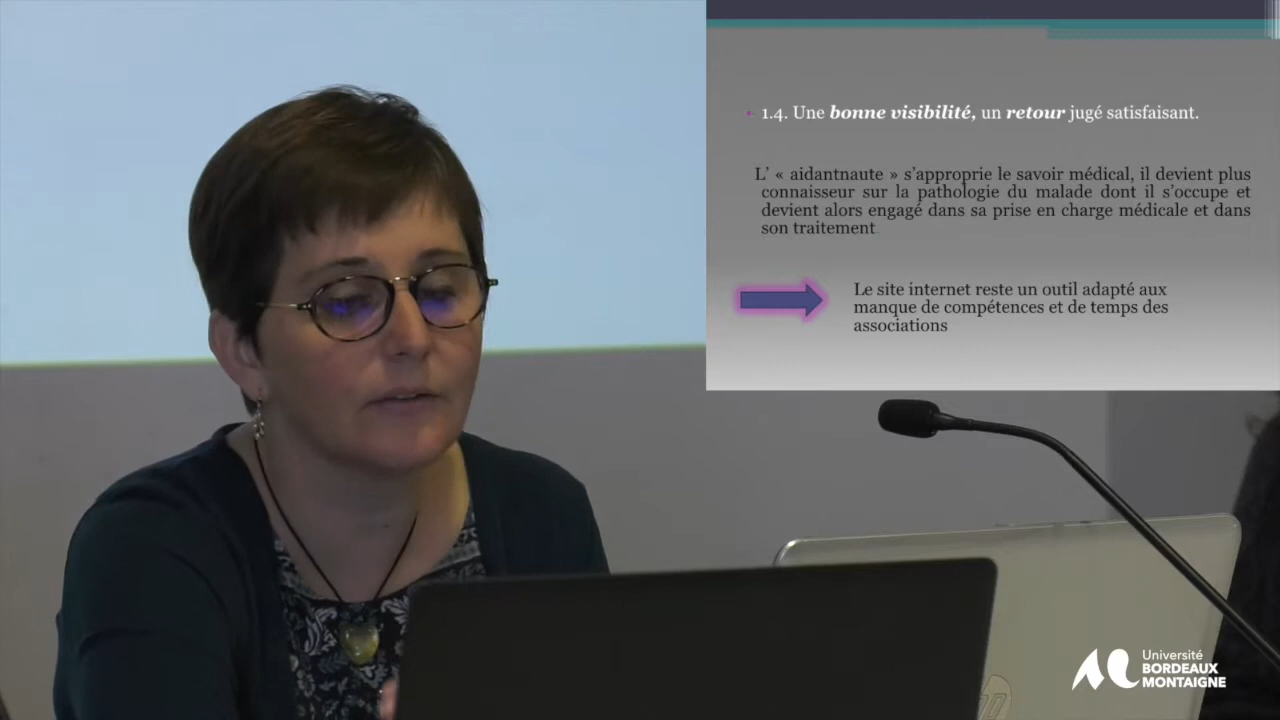 1.4. Une bonne visibilité, un retour jugé satisfaisant.
L' « aidantnaute » s'approprie le savoir médical, il devient plus
connaisseur sur la pathologie du malade dont il s'occupe et
devient alors engagé dans sa prise en charge médicale et dans
son traitement
Le site internet reste un outil adapté aux
manque de compétences et de temps des
associations
hp
Université
BORDEAUX
MONTAIGNE